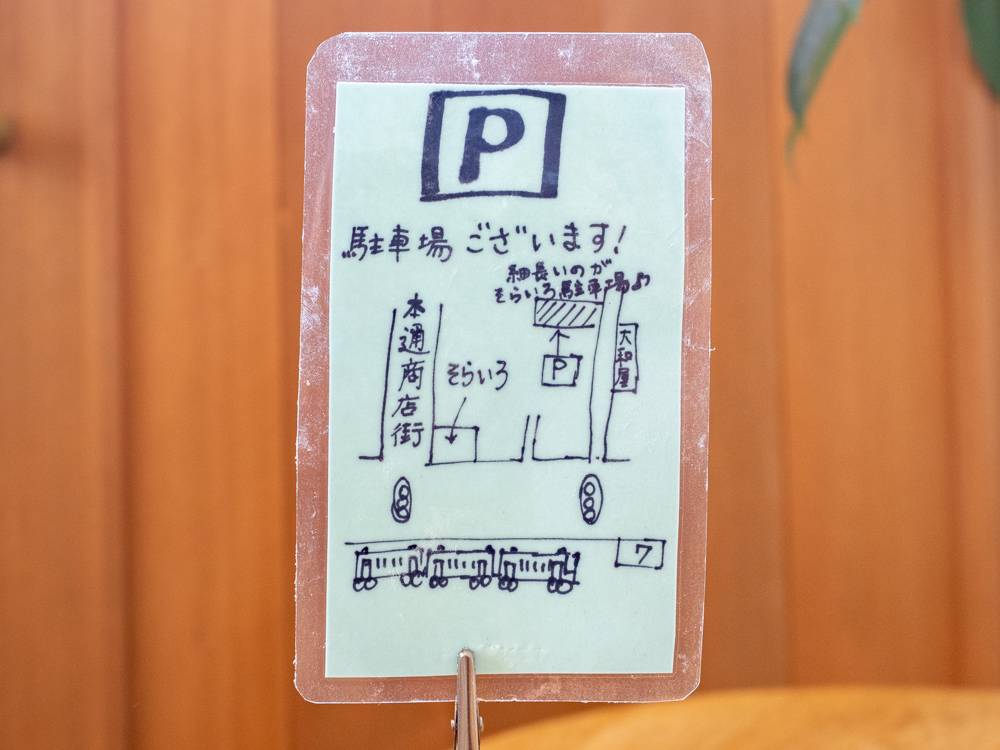 P
駐車場ございます!
細長いのが
そらいろ駐車場♪
本通商店街
そらいろ
P
大和屋
7